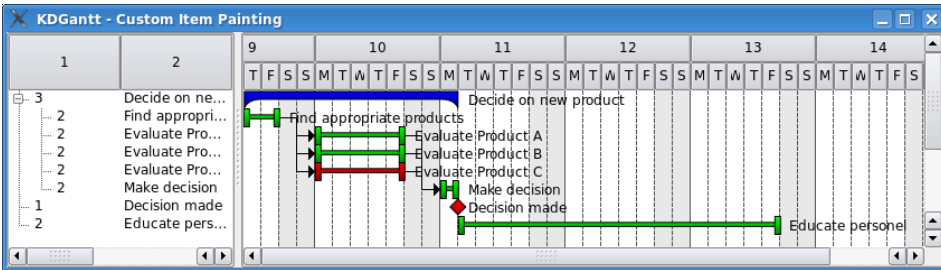 KDGantt - Custom Item Painting
1 2 9 10 11 12 13 14
T F S S M T W T F S S M T W T F S S M T W T F S S M T W T F S S M T W T F S
3 Decide on ne... Decide on new product
2 Find appropri... Find appropriate products
2 Evaluate Pro... Evaluate Product A
2 Evaluate Pro... Evaluate Product B
2 Evaluate Pro... Evaluate Product C
2 Make decision Make decision
1 Decision made Decision made
2 Educate pers... Educate personel